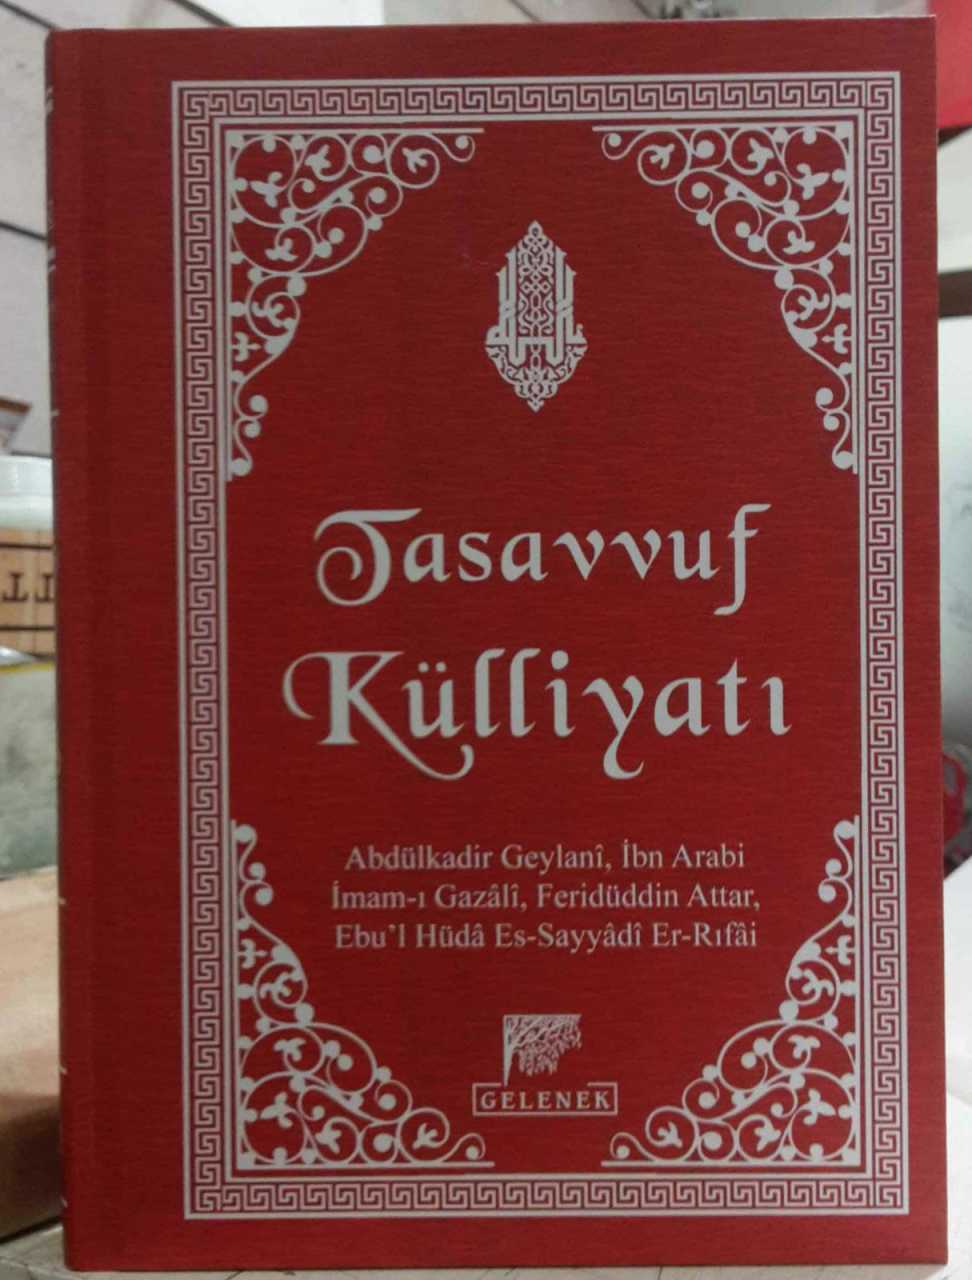 Tasavvuf
Külliyatı
Abdülkadir Geylanî, İbn Arabi
İmam-ı Gazâlî, Feridüddin Attar,
Ebu'l Hüdâ Es-Sayyâdî Er-Rıfâi
GELENEK